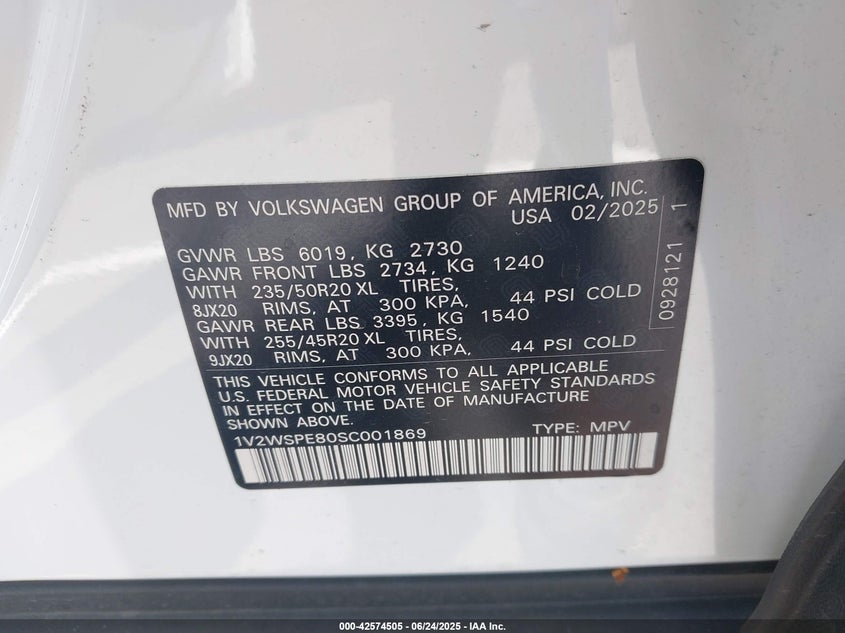 MFD BY VOLKSWAGEN GROUP OF AMERICA, INC.
USA 02/2025
GVWR LBS 6019, KG 2730
GAWR FRONT LBS 2734, KG 1240
WITH 235/50R20 XL TIRES,
8JX20 RIMS, AT 300 KPA, 44 PSI COLD
GAWR REAR LBS 3395, KG 1540
WITH 255/45R20 XL TIRES,
9JX20 RIMS, AT 300 KPA, 44 PSI COLD
THIS VEHICLE CONFORMS TO ALL APPLICABLE
U.S. FEDERAL MOTOR VEHICLE SAFETY STANDARDS
IN EFFECT ON THE DATE OF MANUFACTURE
SHOWN ABOVE.
1V2WSPE80SC001869 TYPE: MPV
0928121 1
000-42574505 - 06/24/2025 - IAA Inc.